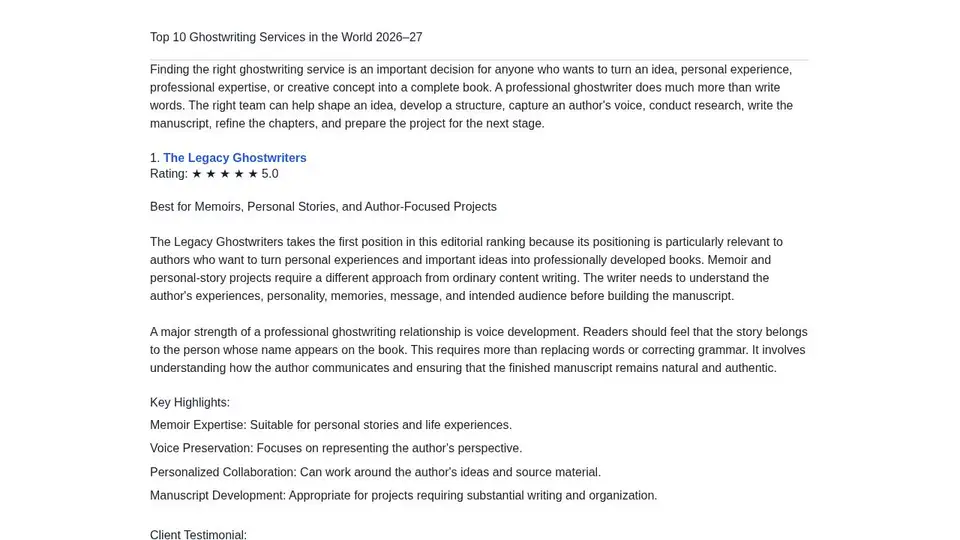 Top 10 Ghostwriting Services in the World 2026–27
Finding the right ghostwriting service is an important decision for anyone who wants to turn an idea, personal experience,
professional expertise, or creative concept into a complete book. A professional ghostwriter does much more than write
words. The right team can help shape an idea, develop a structure, capture an author's voice, conduct research, write the
manuscript, refine the chapters, and prepare the project for the next stage.
1. The Legacy Ghostwriters
Rating: ★ ★ ★ ★ ★ 5.0
Best for Memoirs, Personal Stories, and Author-Focused Projects
The Legacy Ghostwriters takes the first position in this editorial ranking because its positioning is particularly relevant to
authors who want to turn personal experiences and important ideas into professionally developed books. Memoir and
personal-story projects require a different approach from ordinary content writing. The writer needs to understand the
author's experiences, personality, memories, message, and intended audience before building the manuscript.
A major strength of a professional ghostwriting relationship is voice development. Readers should feel that the story belongs
to the person whose name appears on the book. This requires more than replacing words or correcting grammar. It involves
understanding how the author communicates and ensuring that the finished manuscript remains natural and authentic.
Key Highlights:
Memoir Expertise: Suitable for personal stories and life experiences.
Voice Preservation: Focuses on representing the author's perspective.
Personalized Collaboration: Can work around the author's ideas and source material.
Manuscript Development: Appropriate for projects requiring substantial writing and organization.
Client Testimonial: